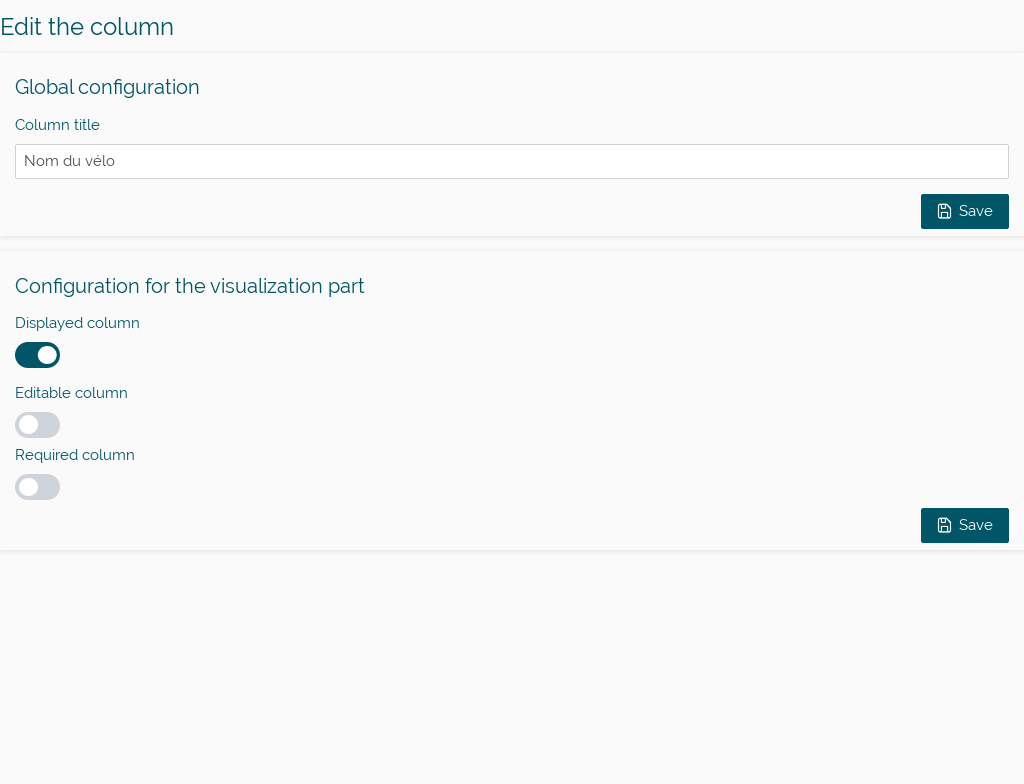 Edit the column
Global configuration
Column title
Nom du vélo
Save
Configuration for the visualization part
Displayed column
Editable column
Required column
Save